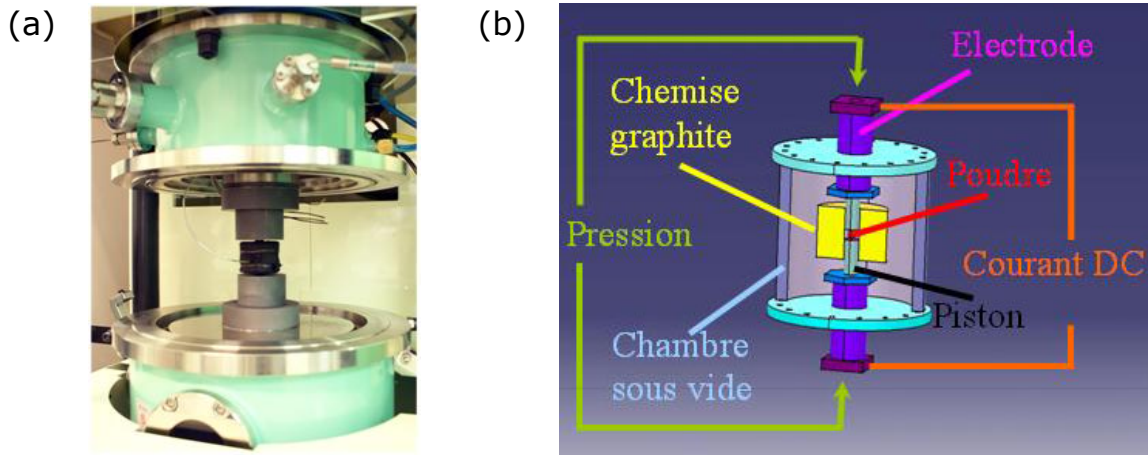 (a)
(b)
Electrode
Chemise
graphite
Poudre
Pression
Courant DC
Piston
Chambre
sous vide